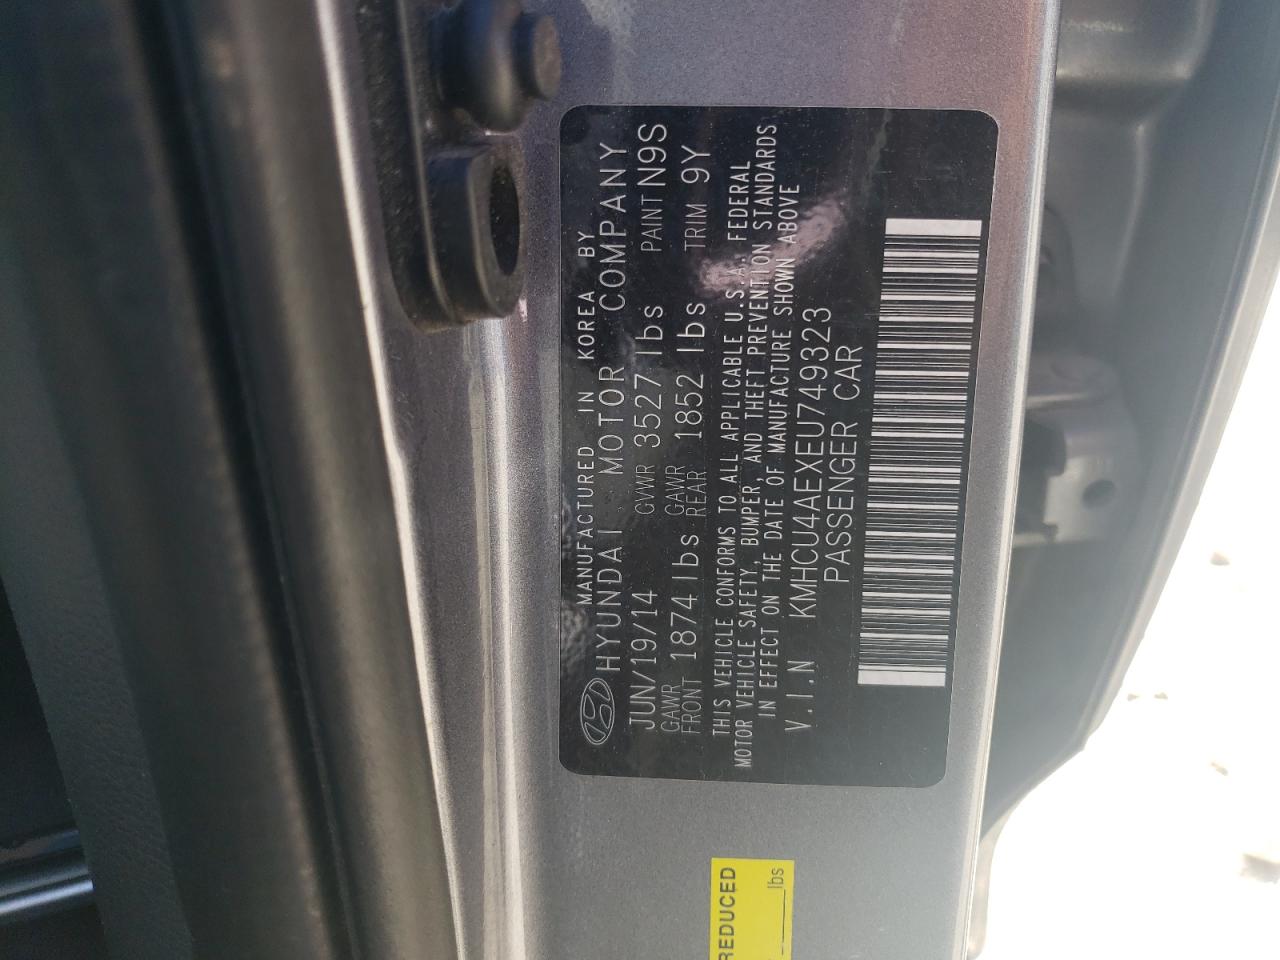 MANUFACTURED IN KOREA BY
HYUNDAI MOTOR COMPANY
JUN/19/14 GVWR 3527 lbs PAINT N9S
GAWR FRONT 1874 lbs GAWR REAR 1852 lbs TRIM 9Y
THIS VEHICLE CONFORMS TO ALL APPLICABLE U.S.A. FEDERAL
MOTOR VEHICLE SAFETY, BUMPER, AND THEFT PREVENTION STANDARDS
IN EFFECT ON THE DATE OF MANUFACTURE SHOWN ABOVE
V.I.N KMHCU4AEXEU749323
PASSENGER CAR
REDUCED
lbs